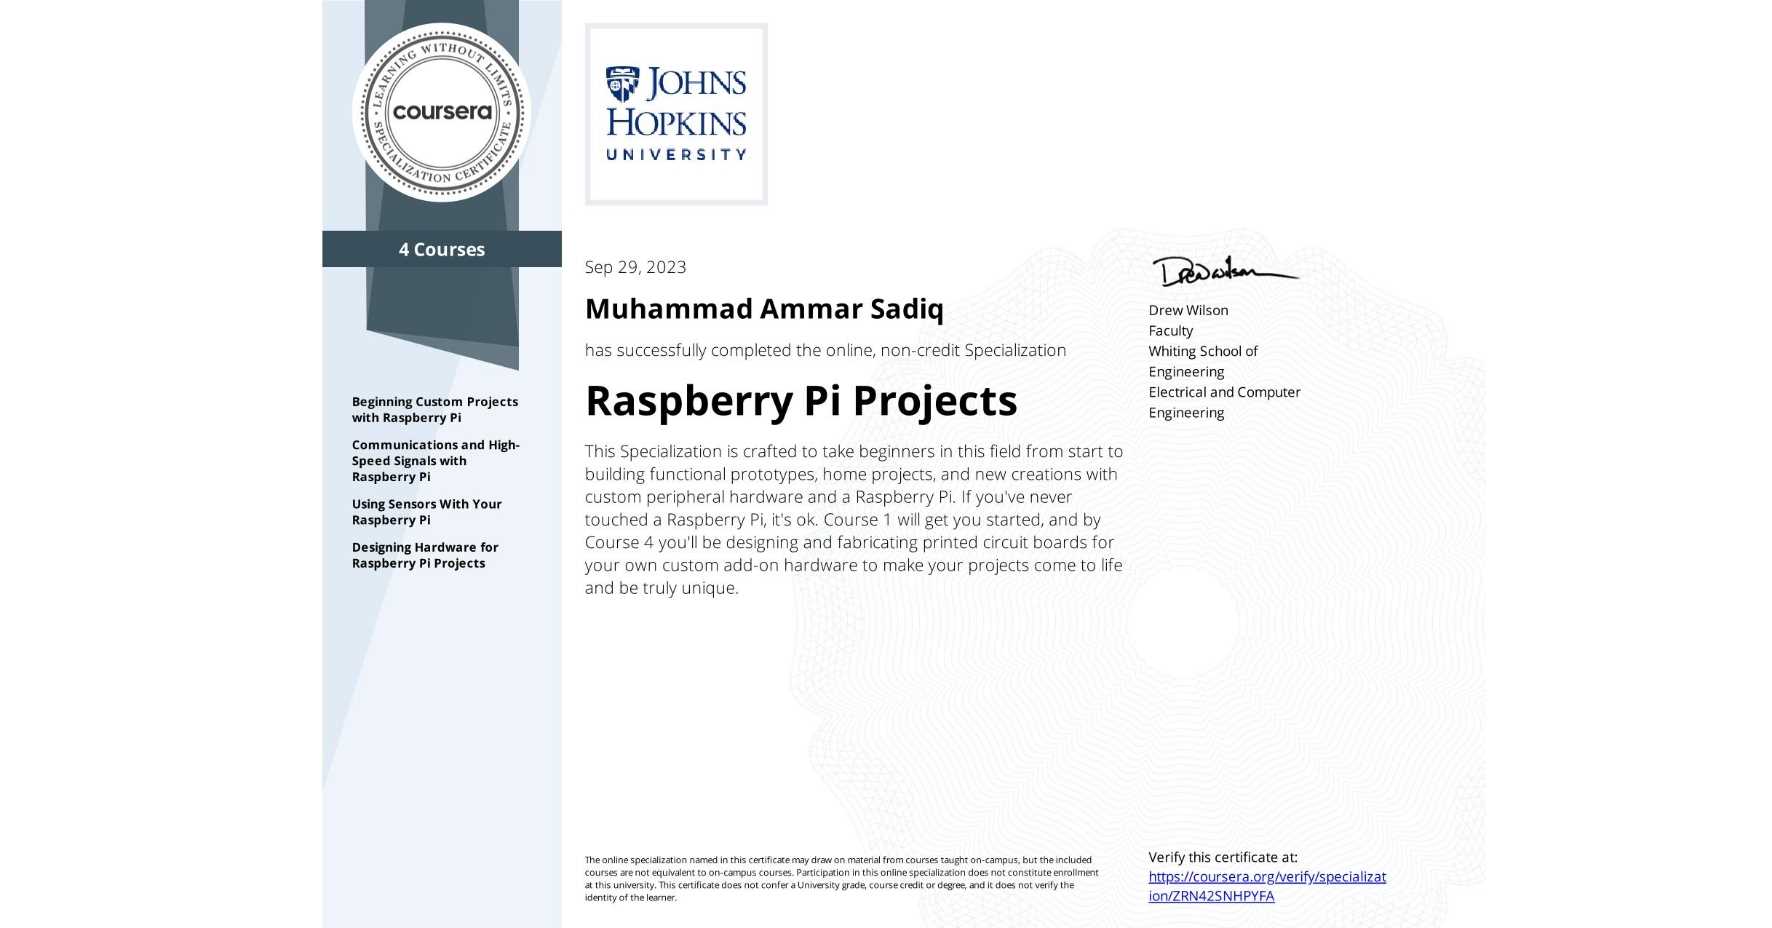 LEARNING WITHOUT LIMITS
coursera
SPECIALIZATION CERTIFICATE
4 Courses
Beginning Custom Projects
with Raspberry Pi
Communications and High-
Speed Signals with
Raspberry Pi
Using Sensors With Your
Raspberry Pi
Designing Hardware for
Raspberry Pi Projects
JOHNS
HOPKINS
UNIVERSITY
Sep 29, 2023
Muhammad Ammar Sadiq
has successfully completed the online, non-credit Specialization
Raspberry Pi Projects
This Specialization is crafted to take beginners in this field from start to
building functional prototypes, home projects, and new creations with
custom peripheral hardware and a Raspberry Pi. If you've never
touched a Raspberry Pi, it's ok. Course 1 will get you started, and by
Course 4 you'll be designing and fabricating printed circuit boards for
your own custom add-on hardware to make your projects come to life
and be truly unique.
Drew Wilson
Drew Wilson
Faculty
Whiting School of
Engineering
Electrical and Computer
Engineering
The online specialization named in this certificate may draw on material from courses taught on-campus, but the included
courses are not equivalent to on-campus courses. Participation in this online specialization does not constitute enrollment
at this university. This certificate does not confer a University grade, course credit or degree, and it does not verify the
identity of the learner.
Verify this certificate at:
https://coursera.org/verify/specializat
ion/ZRN42SNHPYFA